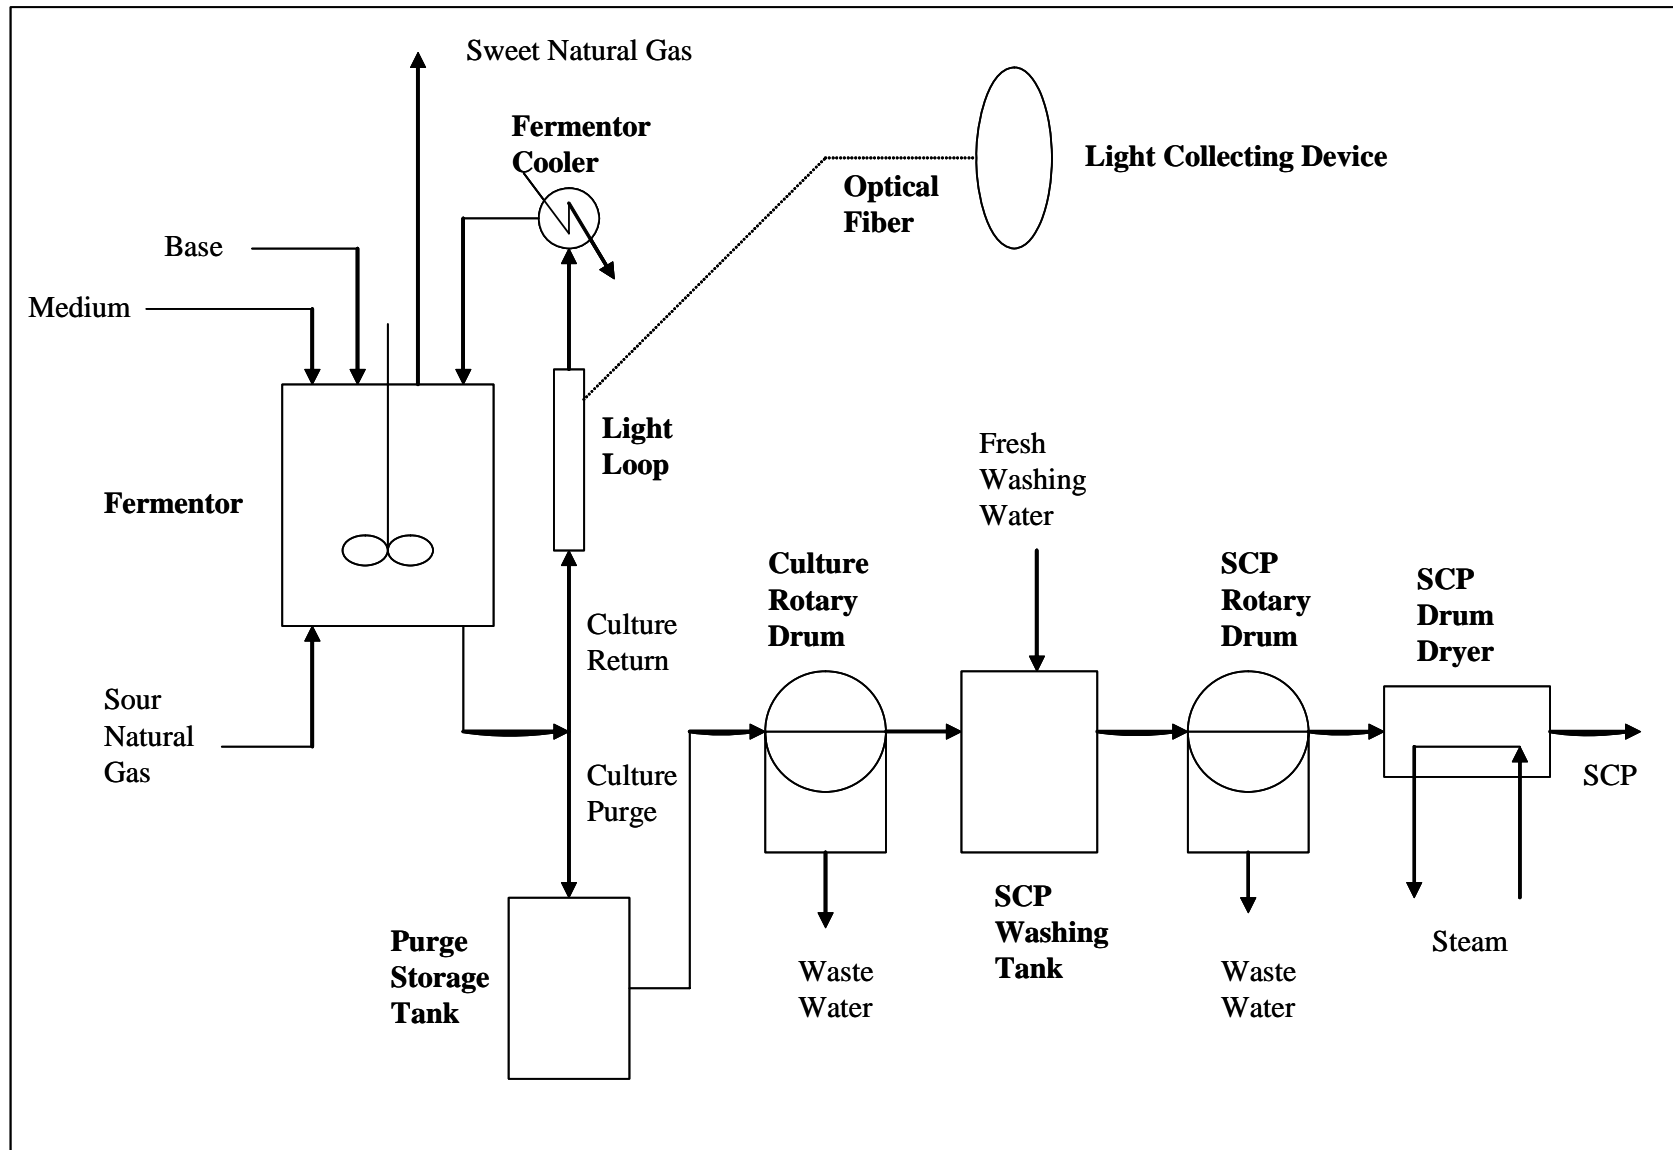 Sweet Natural Gas
Fermentor
Cooler
Light Collecting Device
Optical
Fiber
Base
Medium
Light
Loop
Fermentor
Fresh
Washing
Water
Culture
Rotary
Drum
SCP
Rotary
Drum
SCP
Drum
Dryer
Culture
Return
Sour
Natural
Gas
Culture
Purge
SCP
Purge
Storage
Tank
SCP
Washing
Tank
Waste
Water
Waste
Water
Steam